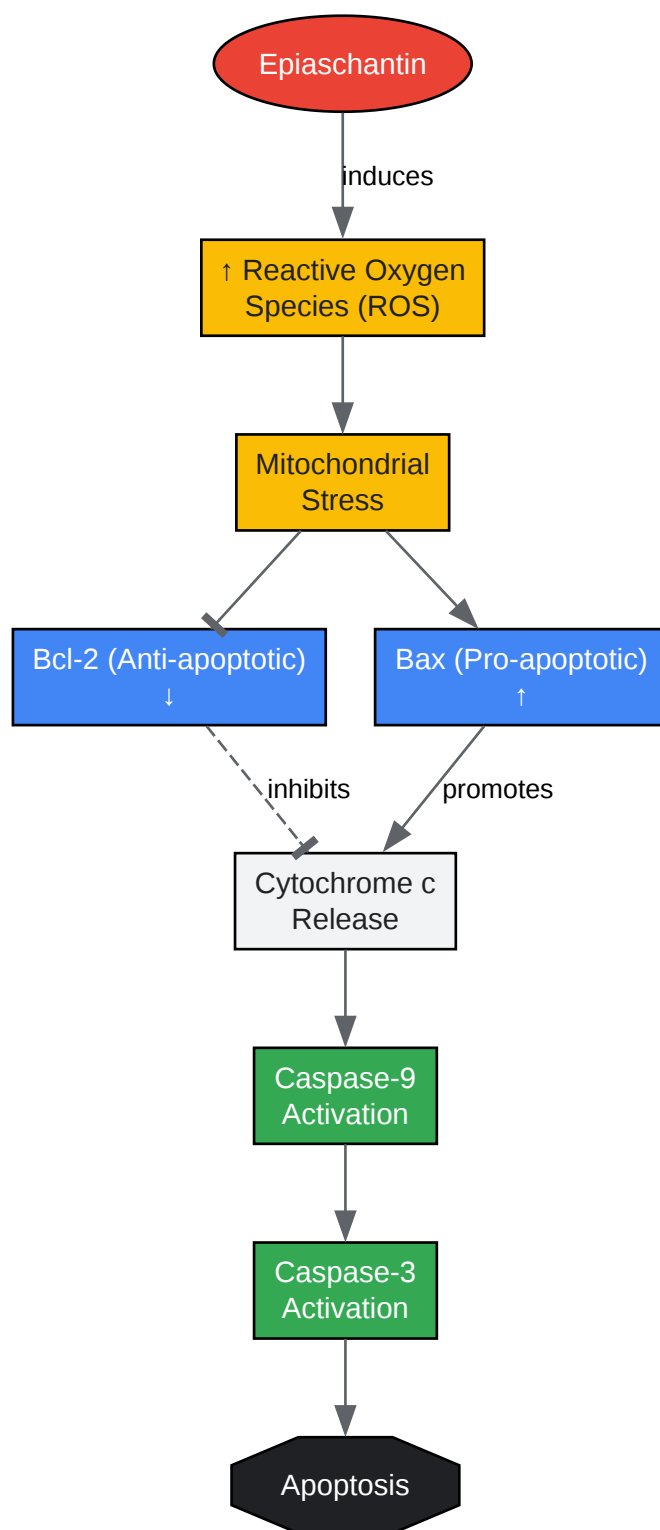 Epiaschantin
induces
↑ Reactive Oxygen
Species (ROS)
Mitochondrial
Stress
Bcl-2 (Anti-apoptotic)
↓
Bax (Pro-apoptotic)
↑
inhibits
promotes
Cytochrome c
Release
Caspase-9
Activation
Caspase-3
Activation
Apoptosis